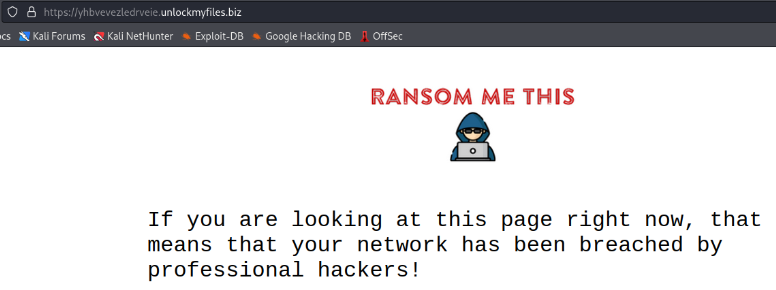 https://yhbvevezledrveie.unlockmyfiles.biz
ocs Kali Forums Kali NetHunter Exploit-DB Google Hacking DB OffSec
RANSOM ME THIS
If you are looking at this page right now, that
means that your network has been breached by
professional hackers!